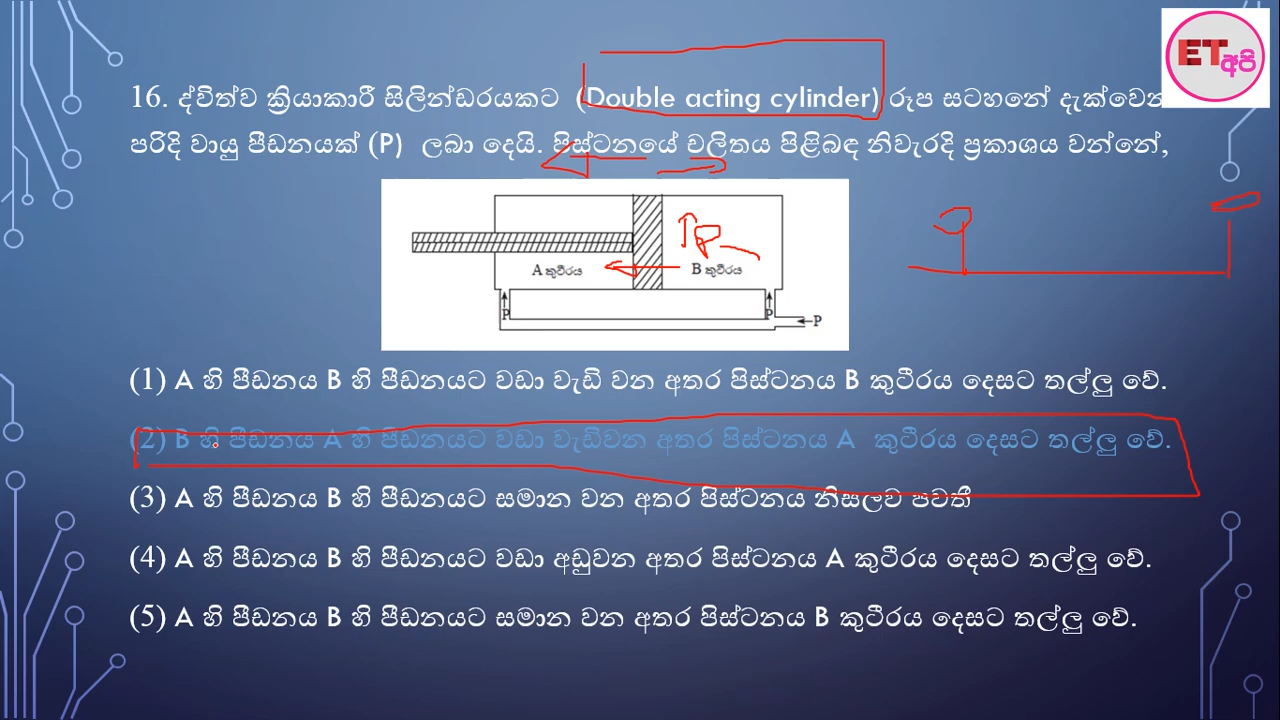 ET
අපි
16. ද්විත්ව ක්‍රියාකාරී සිලින්ඩරයකට (Double acting cylinder) රූප සටහනේ දැක්වෙන
පරිදි වායු පීඩනයක් (P) ලබා දෙයි. පිස්ටනයේ චලිතය පිළිබඳ නිවැරදි ප්‍රකාශය වන්නේ,
P
A කුටීරය
B කුටීරය
P
P
P
(1) A හි පීඩනය B හි පීඩනයට වඩා වැඩි වන අතර පිස්ටනය B කුටීරය දෙසට තල්ලු වේ.
(2) B හි පීඩනය A හි පීඩනයට වඩා වැඩිවන අතර පිස්ටනය A කුටීරය දෙසට තල්ලු වේ.
(3) A හි පීඩනය B හි පීඩනයට සමාන වන අතර පිස්ටනය නිසලව පවතී
(4) A හි පීඩනය B හි පීඩනයට වඩා අඩුවන අතර පිස්ටනය A කුටීරය දෙසට තල්ලු වේ.
(5) A හි පීඩනය B හි පීඩනයට සමාන වන අතර පිස්ටනය B කුටීරය දෙසට තල්ලු වේ.